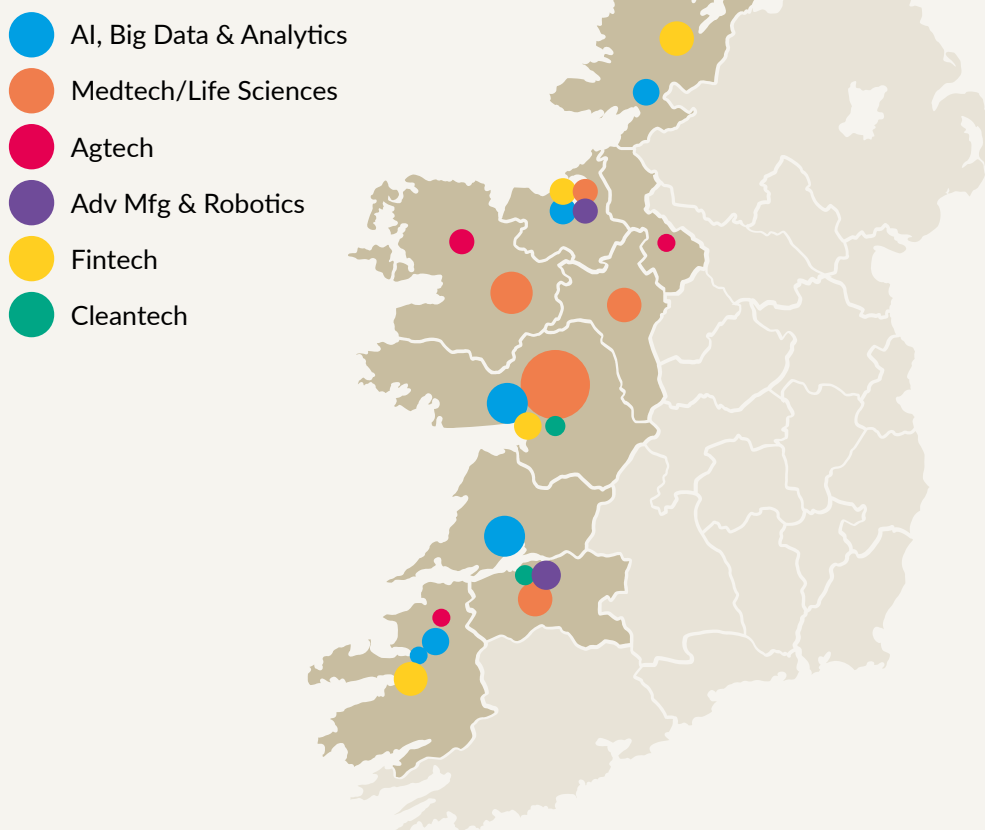 AI, Big Data & Analytics
Medtech/Life Sciences
Agtech
Adv Mfg & Robotics
Fintech
Cleantech